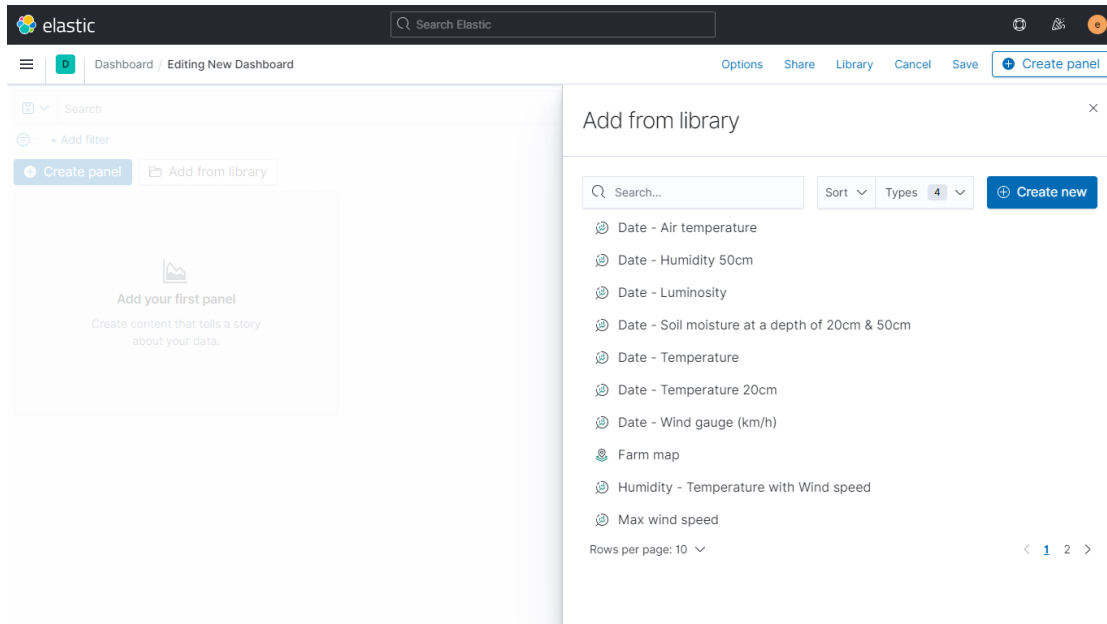 elastic
Search Elastic
e
D
Dashboard / Editing New Dashboard
Options Share Library Cancel Save Create panel
Search
+ Add filter
Create panel Add from library
Add your first panel
Create content that tells a story
about your data.
Add from library
Search...
Sort Types 4 Create new
Date - Air temperature
Date - Humidity 50cm
Date - Luminosity
Date - Soil moisture at a depth of 20cm & 50cm
Date - Temperature
Date - Temperature 20cm
Date - Wind gauge (km/h)
Farm map
Humidity - Temperature with Wind speed
Max wind speed
Rows per page: 10 < 1 2 >